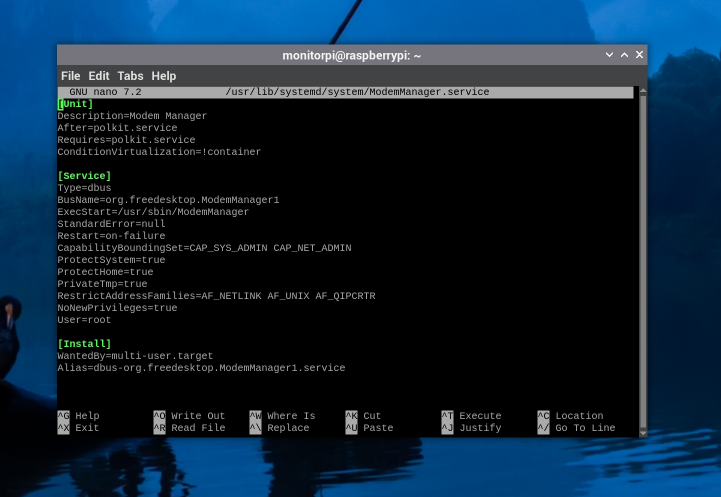 monitorpi@raspberrypi: ~
File Edit Tabs Help
GNU nano 7.2 /usr/lib/systemd/system/ModemManager.service
[Unit]
Description=Modem Manager
After=polkit.service
Requires=polkit.service
ConditionVirtualization=!container
[Service]
Type=dbus
BusName=org.freedesktop.ModemManager1
ExecStart=/usr/sbin/ModemManager
StandardError=null
Restart=on-failure
CapabilityBoundingSet=CAP_SYS_ADMIN CAP_NET_ADMIN
ProtectSystem=true
ProtectHome=true
PrivateTmp=true
RestrictAddressFamilies=AF_NETLINK AF_UNIX AF_QIPCRTR
NoNewPrivileges=true
User=root
[Install]
WantedBy=multi-user.target
Alias=dbus-org.freedesktop.ModemManager1.service
^G Help ^O Write Out ^W Where Is ^K Cut ^T Execute ^C Location
^X Exit ^R Read File ^\ Replace ^U Paste ^J Justify ^/ Go To Line